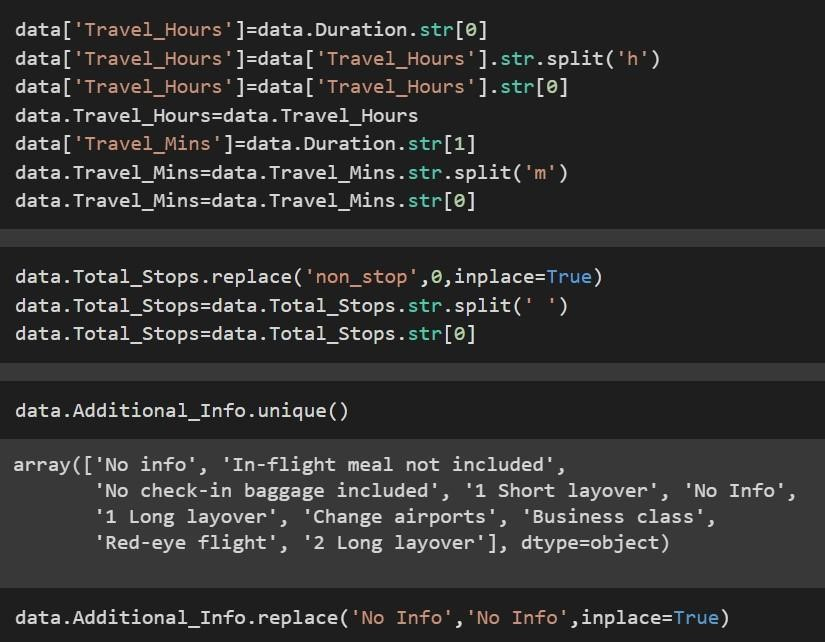 data['Travel_Hours']=data.Duration.str[0]
data['Travel_Hours']=data['Travel_Hours'].str.split('h')
data['Travel_Hours']=data['Travel_Hours'].str[0]
data.Travel_Hours=data.Travel_Hours
data['Travel_Mins']=data.Duration.str[1]
data.Travel_Mins=data.Travel_Mins.str.split('m')
data.Travel_Mins=data.Travel_Mins.str[0]
data.Total_Stops.replace('non_stop',0,inplace=True)
data.Total_Stops=data.Total_Stops.str.split(' ')
data.Total_Stops=data.Total_Stops.str[0]
data.Additional_Info.unique()
array(['No info', 'In-flight meal not included',
'No check-in baggage included', '1 Short layover', 'No Info',
'1 Long layover', 'Change airports', 'Business class',
'Red-eye flight', '2 Long layover'], dtype=object)
data.Additional_Info.replace('No Info','No Info',inplace=True)